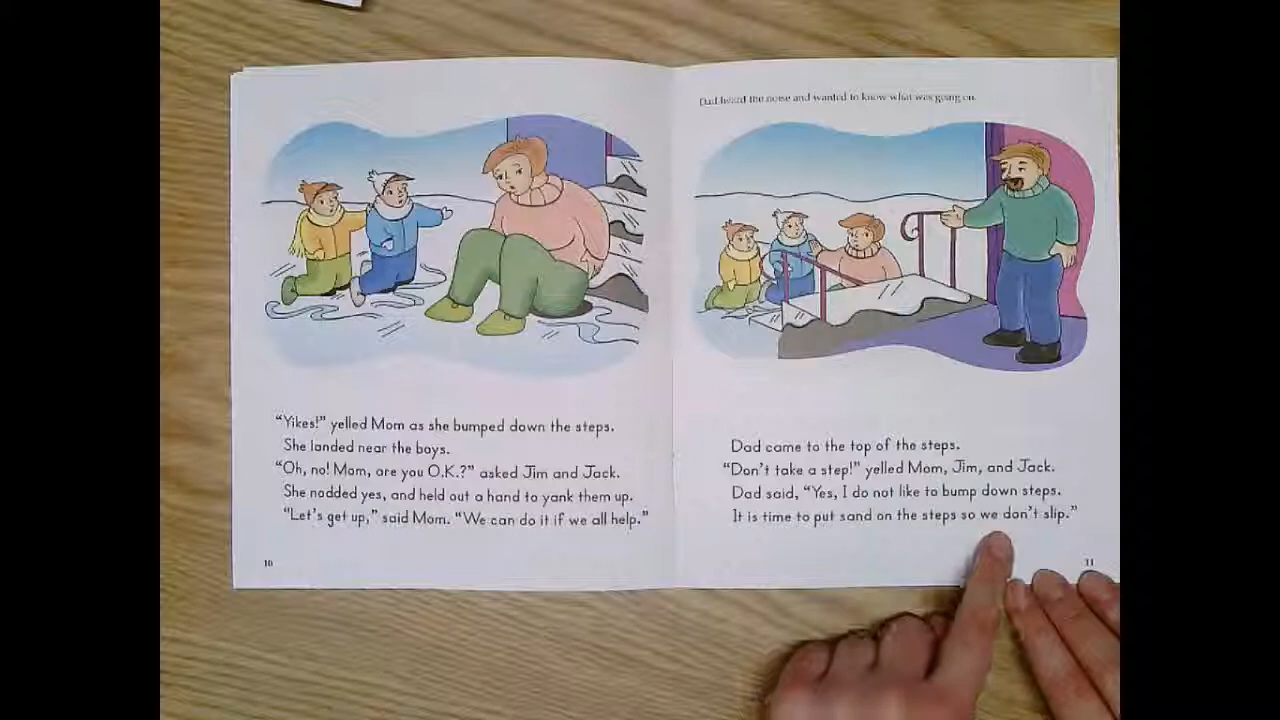 "Yikes!" yelled Mom as she bumped down the steps.
She landed near the boys.
"Oh, no! Mom, are you O.K.?" asked Jim and Jack.
She nodded yes, and held out a hand to yank them up.
"Let's get up," said Mom. "We can do it if we all help."
10
Dad heard the noise and wanted to know what was going on.
Dad came to the top of the steps.
"Don't take a step!" yelled Mom, Jim, and Jack.
Dad said, "Yes, I do not like to bump down steps.
It is time to put sand on the steps so we don't slip."
11